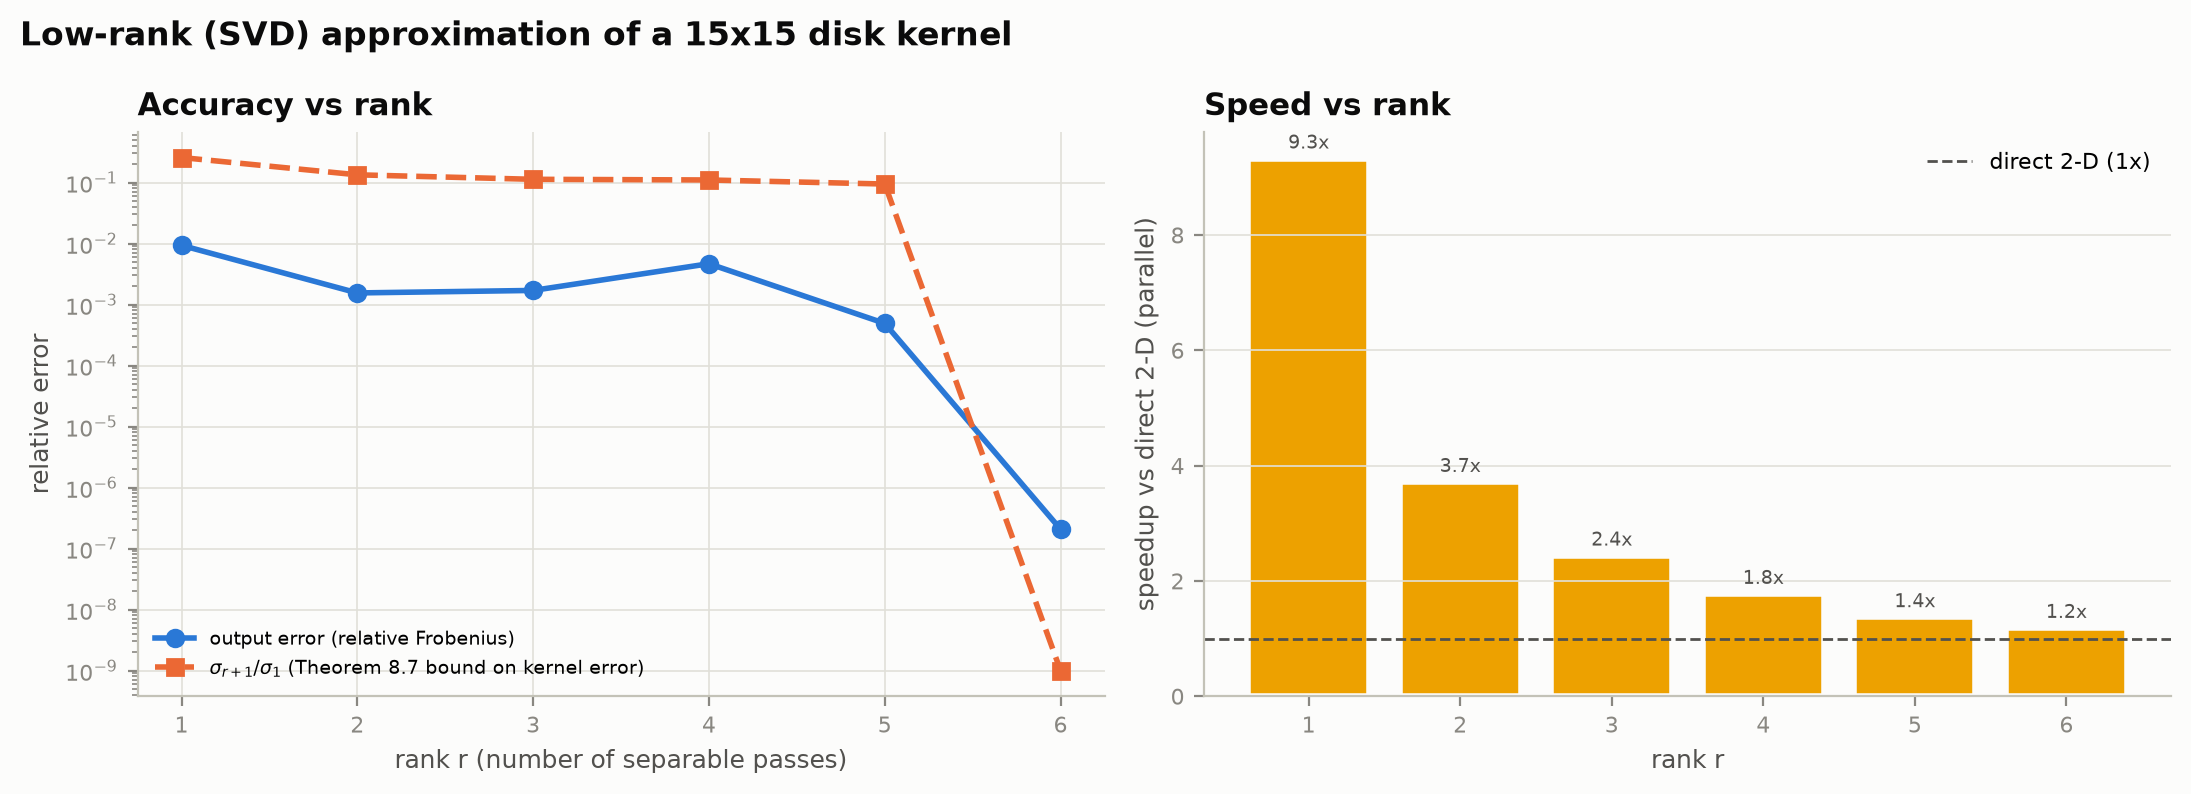 Low-rank (SVD) approximation of a 15x15 disk kernel
Accuracy vs rank
relative error
10⁻¹
10⁻²
10⁻³
10⁻⁴
10⁻⁵
10⁻⁶
10⁻⁷
10⁻⁸
10⁻⁹
output error (relative Frobenius)
σᵣ₊₁/σ₁ (Theorem 8.7 bound on kernel error)
1 2 3 4 5 6
rank r (number of separable passes)
Speed vs rank
speedup vs direct 2-D (parallel)
8
6
4
2
0
direct 2-D (1x)
9.3x
3.7x
2.4x
1.8x
1.4x
1.2x
1 2 3 4 5 6
rank r